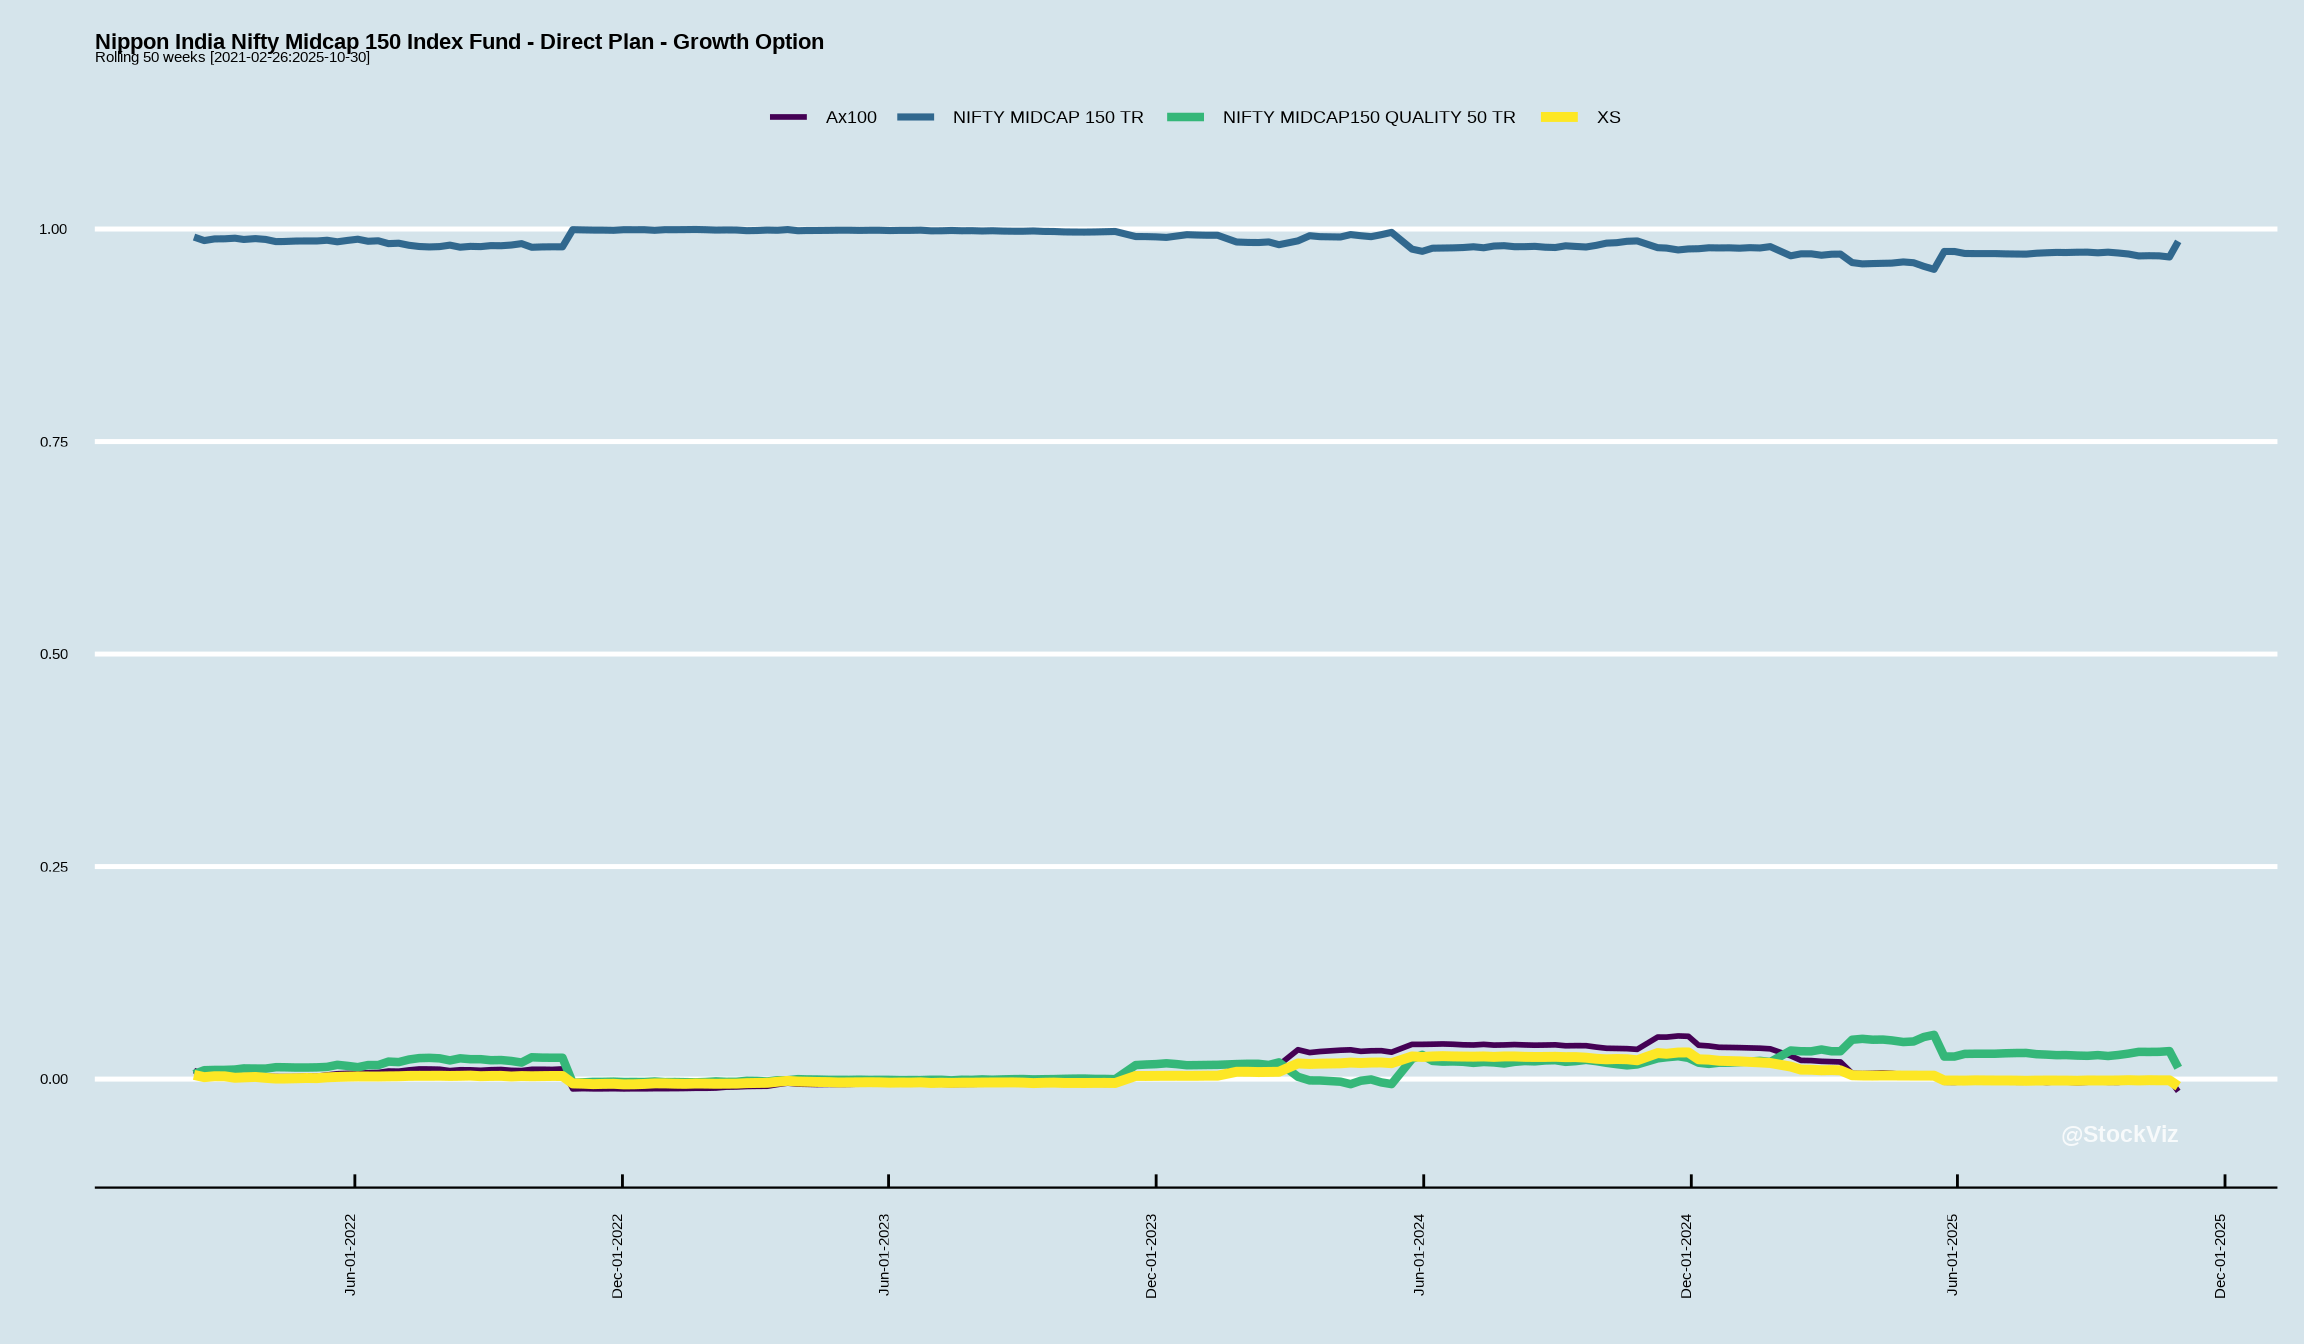 Nippon India Nifty Midcap 150 Index Fund - Direct Plan - Growth Option
Rolling 50 weeks [2021-02-26:2025-10-30]
Ax100 NIFTY MIDCAP 150 TR NIFTY MIDCAP150 QUALITY 50 TR XS
1.00
0.75
0.50
0.25
0.00
@StockViz
Jun-01-2022 Dec-01-2022 Jun-01-2023 Dec-01-2023 Jun-01-2024 Dec-01-2024 Jun-01-2025 Dec-01-2025